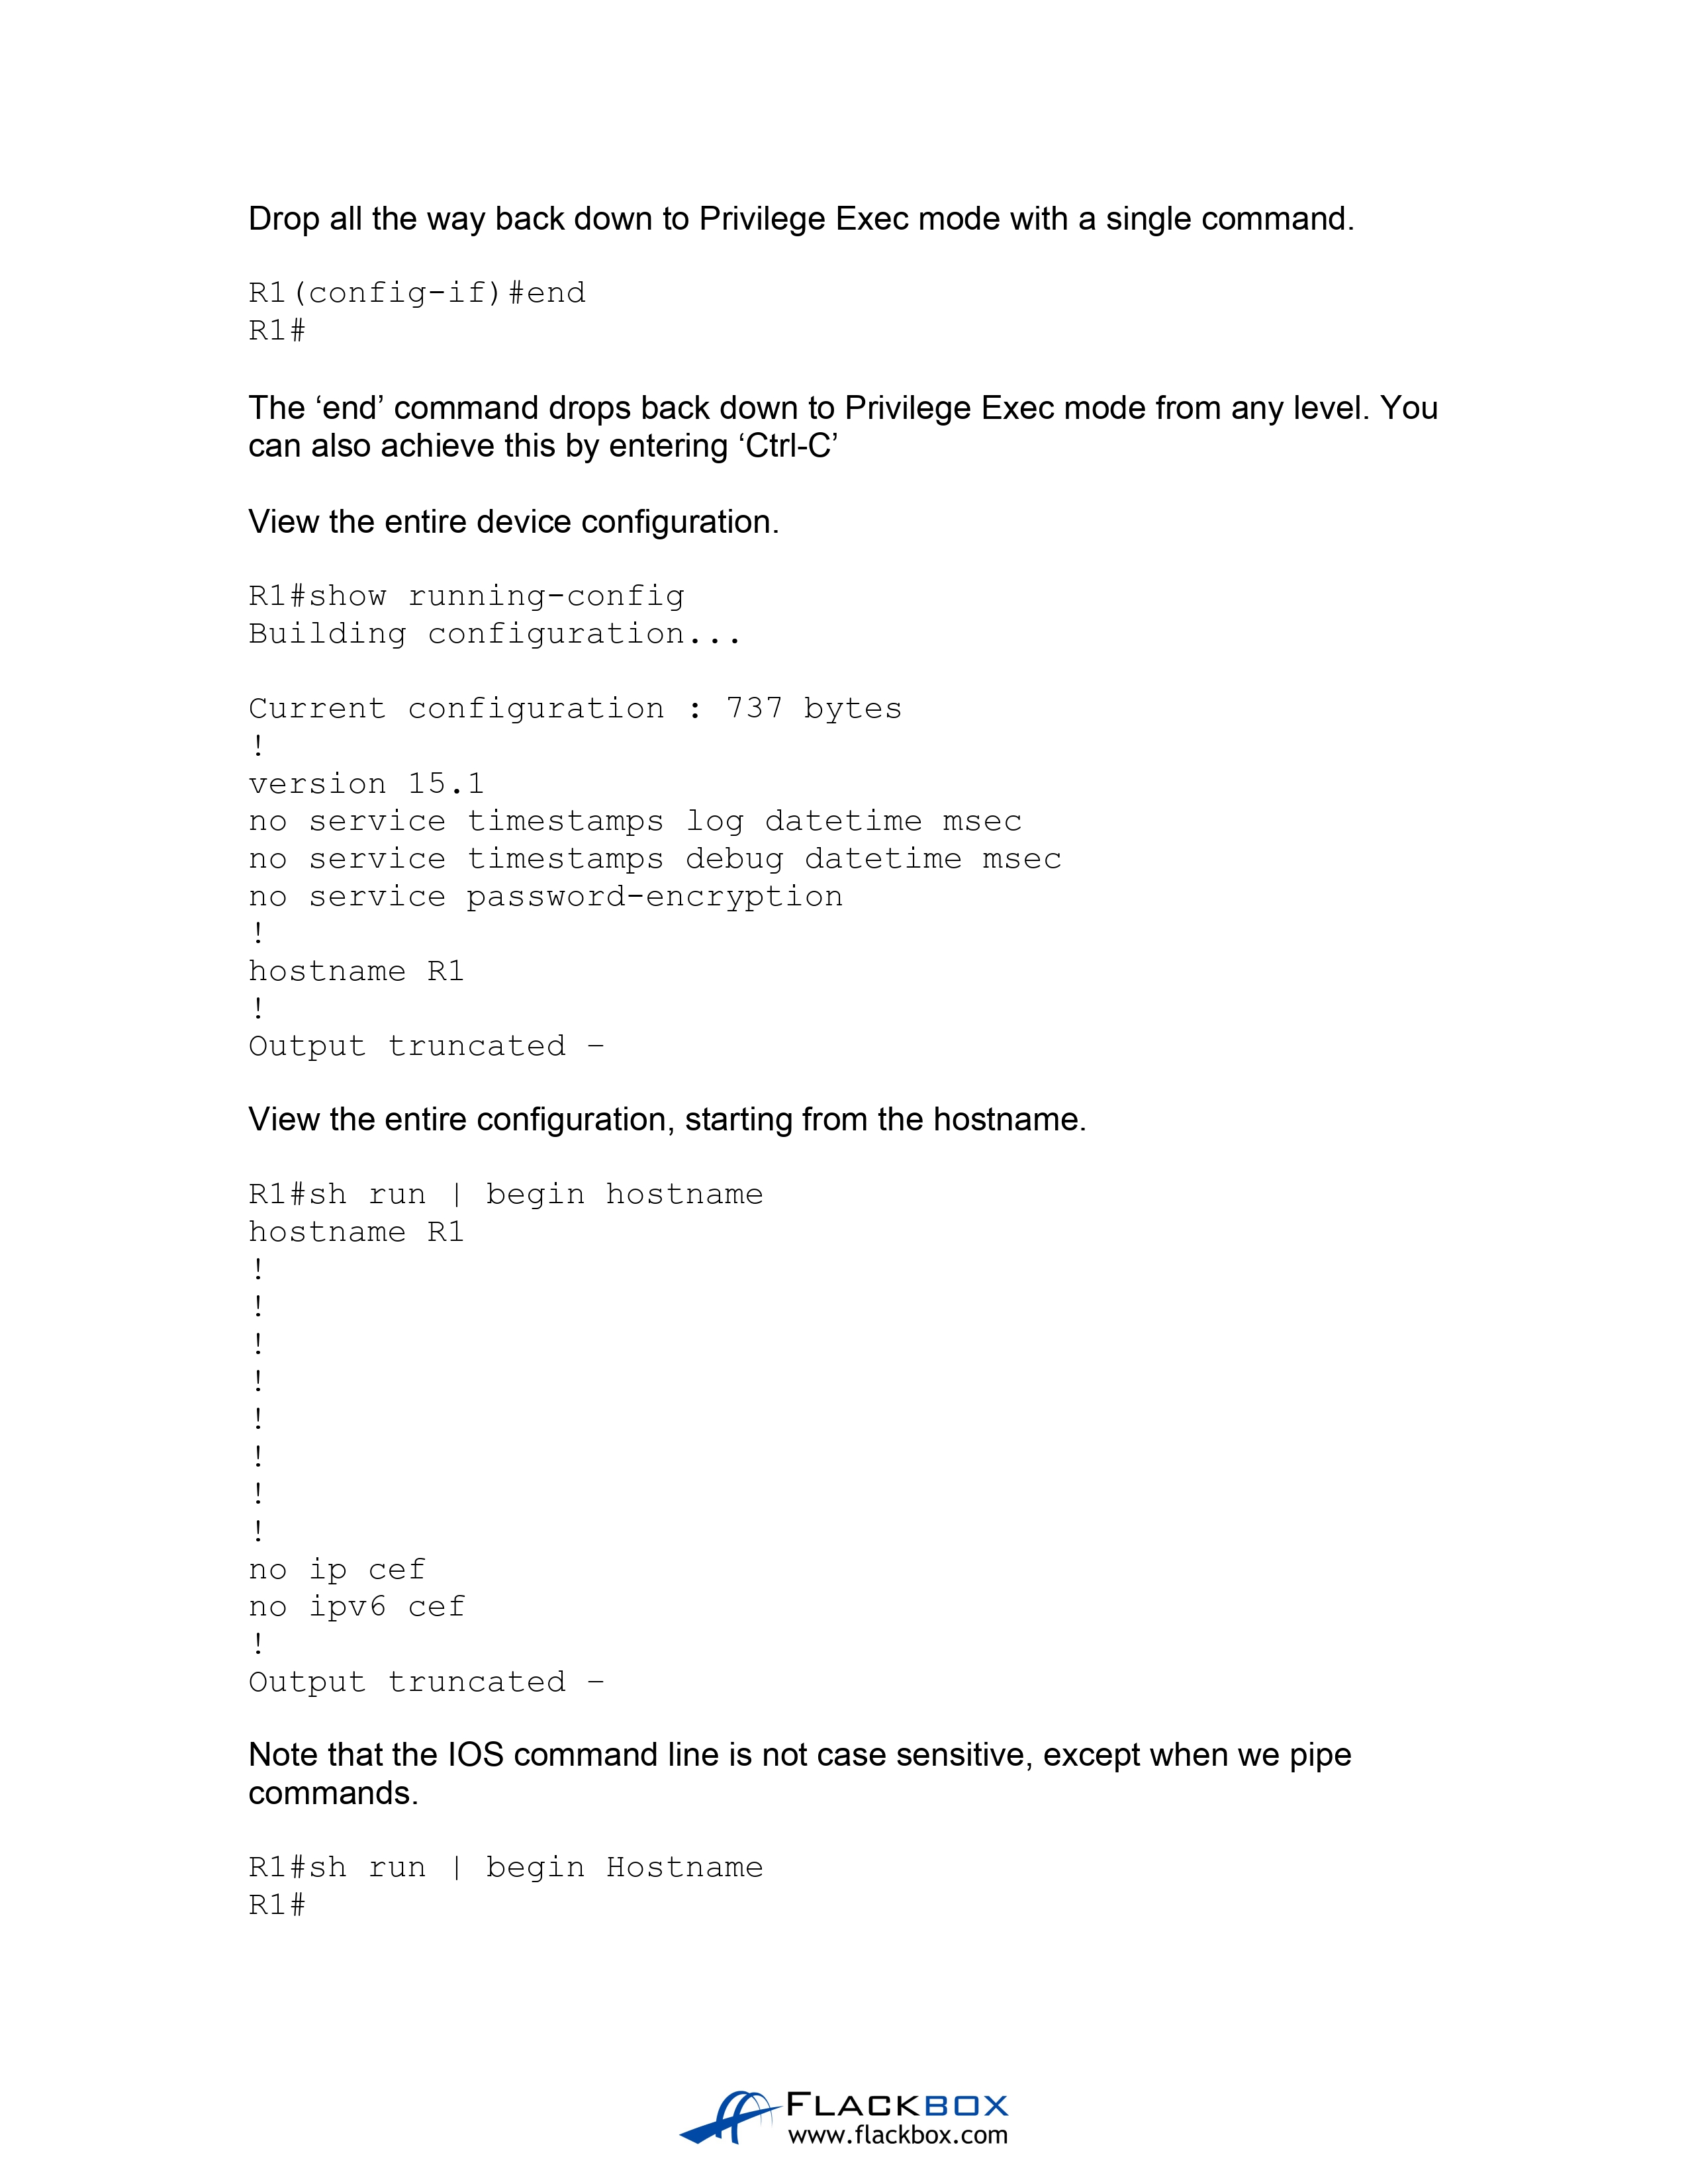 Drop all the way back down to Privilege Exec mode with a single command.
R1(config-if)#end
R1#
The ‘end’ command drops back down to Privilege Exec mode from any level. You
can also achieve this by entering ‘Ctrl-C’
View the entire device configuration.
R1#show running-config
Building configuration...
Current configuration : 737 bytes
!
version 15.1
no service timestamps log datetime msec
no service timestamps debug datetime msec
no service password-encryption
!
hostname R1
!
Output truncated –
View the entire configuration, starting from the hostname.
R1#sh run | begin hostname
hostname R1
!
!
!
!
!
!
!
!
no ip cef
no ipv6 cef
!
Output truncated –
Note that the IOS command line is not case sensitive, except when we pipe
commands.
R1#sh run | begin Hostname
R1#
FLACKBOX
www.flackbox.com